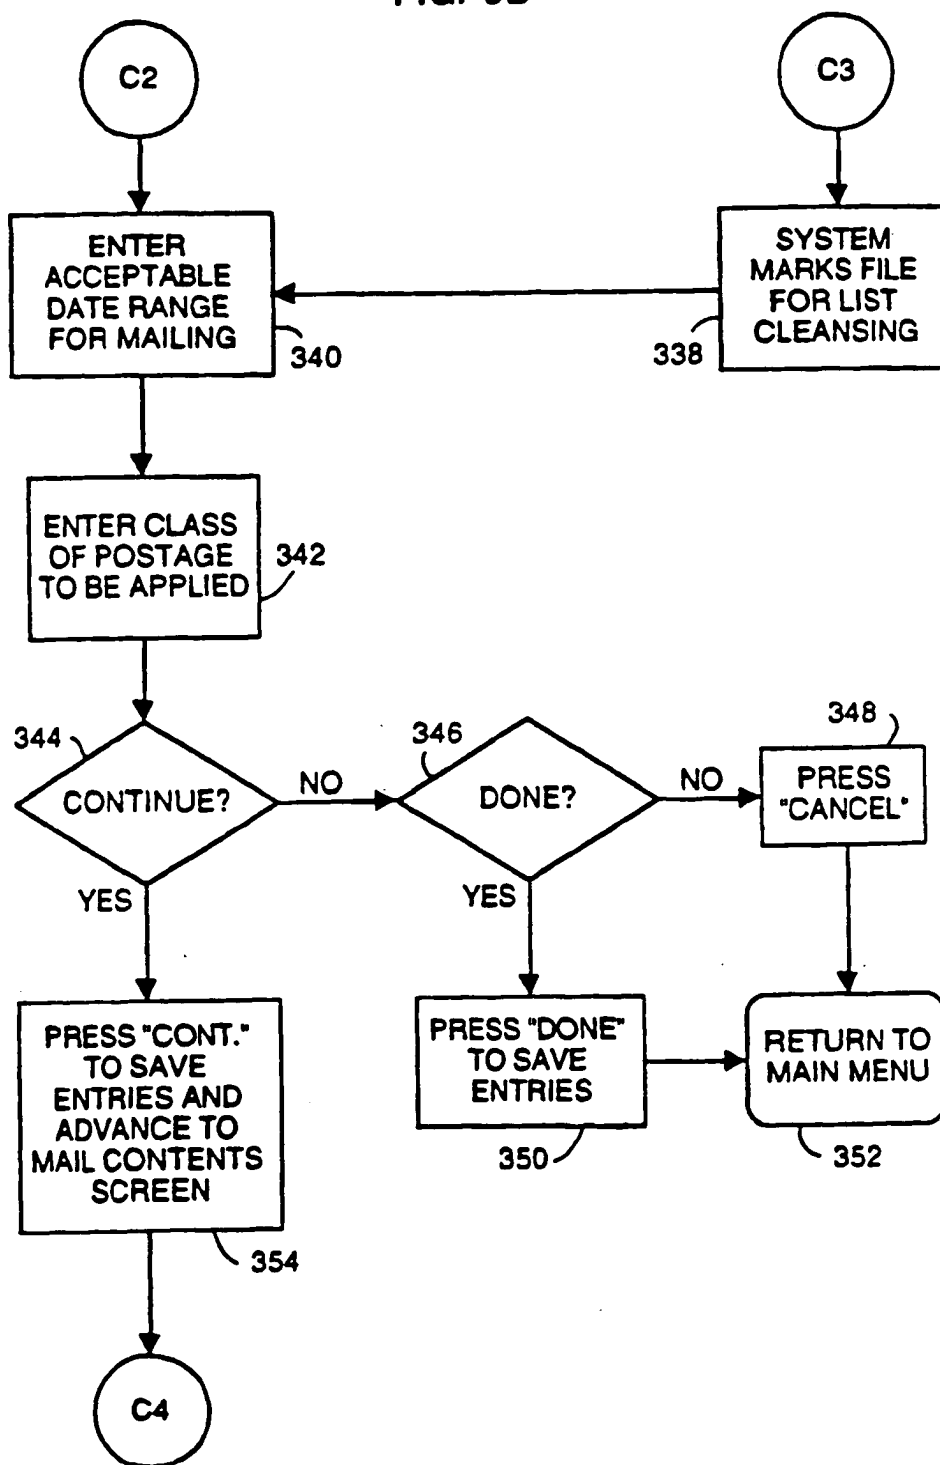 C2
C3
ENTER
ACCEPTABLE
DATE RANGE
FOR MAILING
340
SYSTEM
MARKS FILE
FOR LIST
CLEANSING
338
ENTER CLASS
OF POSTAGE
TO BE APPLIED
342
344
CONTINUE?
NO
YES
346
DONE?
NO
YES
348
PRESS
"CANCEL"
PRESS "CONT."
TO SAVE
ENTRIES AND
ADVANCE TO
MAIL CONTENTS
SCREEN
354
PRESS "DONE"
TO SAVE
ENTRIES
350
RETURN TO
MAIN MENU
352
C4